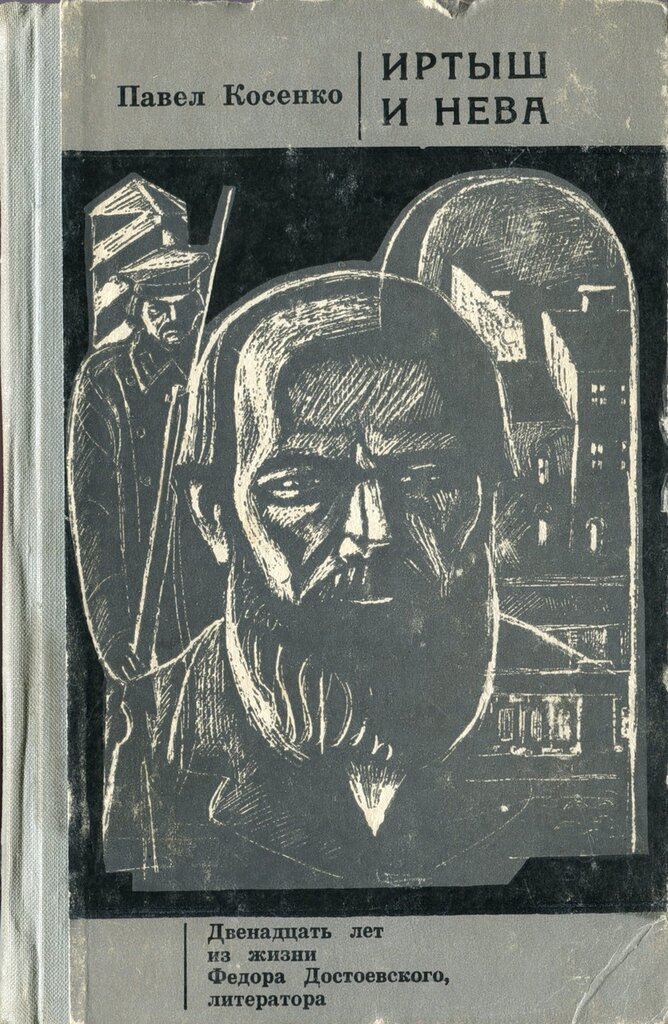 Павел Косенко
ИРТЫШ
И НЕВА
Двенадцать лет
из жизни
Федора Достоевского,
литератора